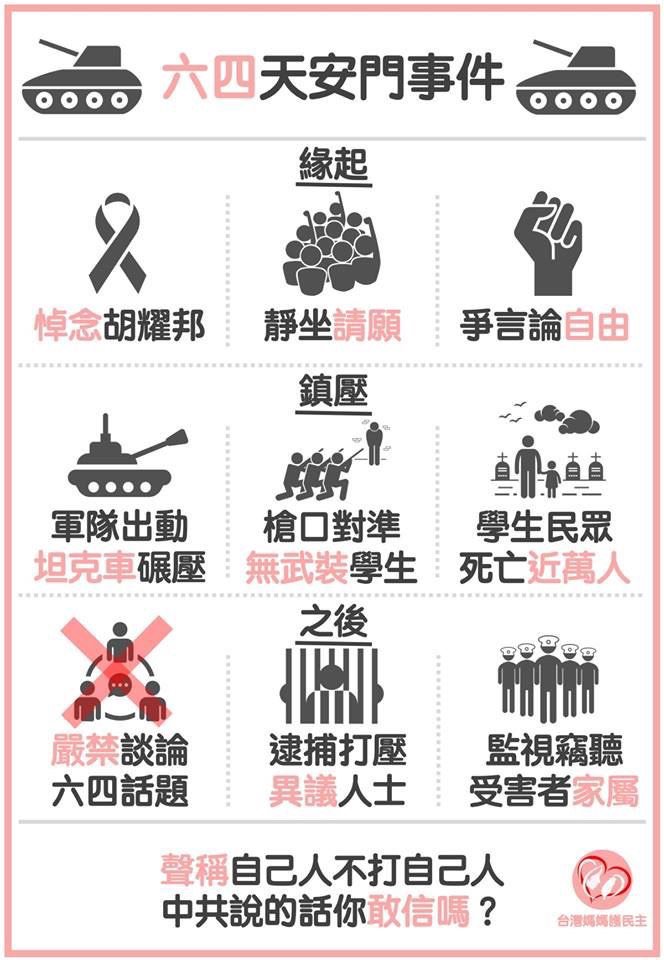 六四天安門事件
緣起
悼念胡耀邦
靜坐請願
爭言論自由
鎮壓
軍隊出動
坦克車碾壓
槍口對準
無武裝學生
學生民眾
死亡近萬人
之後
嚴禁談論
六四話題
逮捕打壓
異議人士
監視竊聽
受害者家屬
聲稱自己人不打自己人
中共說的話你敢信嗎？
台灣媽媽護民主